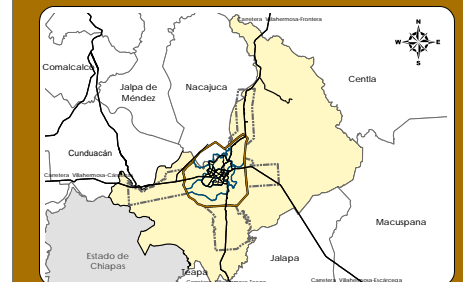 Carretera Villahermosa-Frontera
N
W E
S
Comalcalco
Centla
Jalpa de
Méndez
Nacajuca
Cunduacán
Carretera Villahermosa-Cár
Macuspana
Estado de
Chiapas
Jalapa
Teapa
Carretera Villahermosa-Escárcega